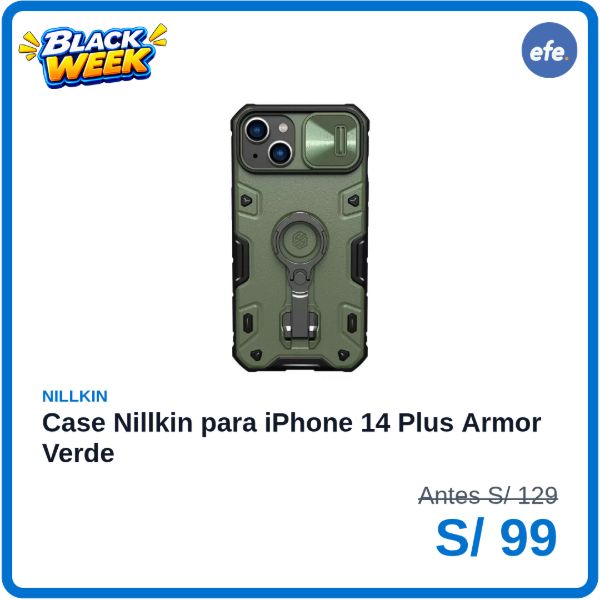 BLACK
WEEK
efe.
NILLKIN
Case Nillkin para iPhone 14 Plus Armor
Verde
Antes S/ 129
S/ 99